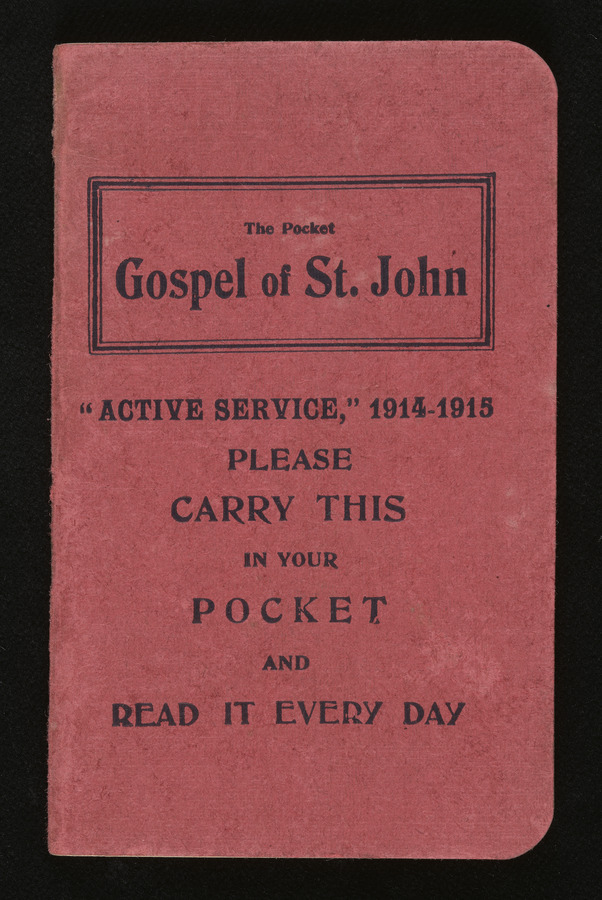 The Pocket
Gospel of St. John
“ACTIVE SERVICE,” 1914-1915
PLEASE
CARRY THIS
IN YOUR
POCKET
AND
READ IT EVERY DAY